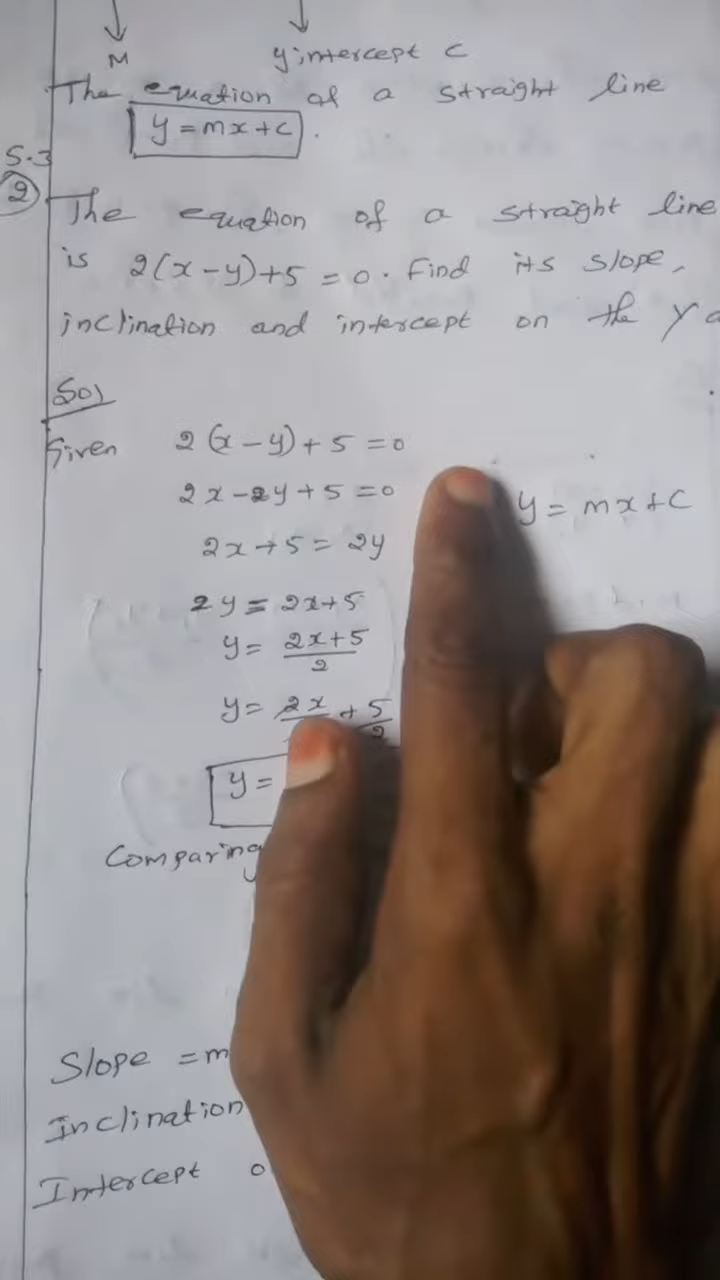 M y intercept c
The equation of a straight line
y = mx + c.
5.3
2 The equation of a straight line
is 2(x - y) + 5 = 0. Find its slope,
inclination and intercept on the Y
Sol
Given 2(x - y) + 5 = 0
2x - 2y + 5 = 0 y = mx + c
2x + 5 = 2y
2y = 2x + 5
y = 2x + 5 / 2
y = 2x + 5/2
y =
Comparing
Slope = m
Inclination
Intercept